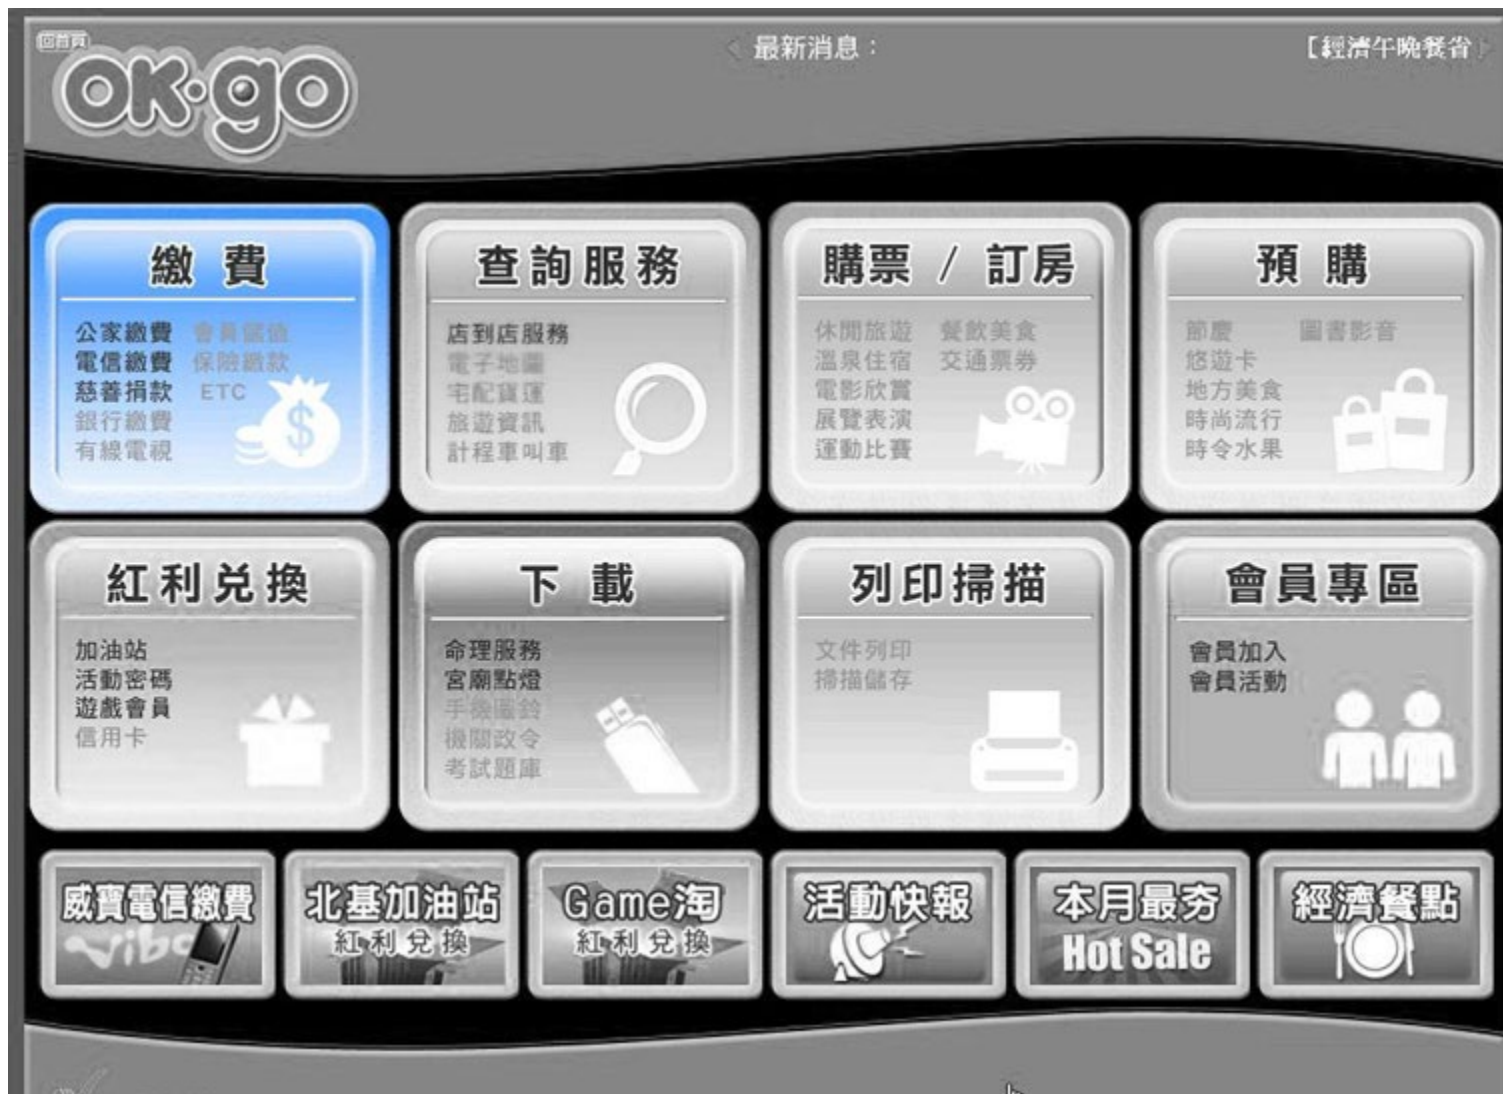 回首頁
OK·go
最新消息：
【經濟午晚餐省
繳費
公家繳費 會員儲值
電信繳費 保險繳款
慈善捐款 ETC
銀行繳費
有線電視
$
查詢服務
店到店服務
電子地圖
宅配貨運
旅遊資訊
計程車叫車
購票 / 訂房
休閒旅遊 餐飲美食
溫泉住宿 交通票券
電影欣賞
展覽表演
運動比賽
預購
節慶 圖書影音
悠遊卡
地方美食
時尚流行
時令水果
紅利兌換
加油站
活動密碼
遊戲會員
信用卡
下載
命理服務
宮廟點燈
手機圖鈴
機關政令
考試題庫
列印掃描
文件列印
掃描儲存
會員專區
會員加入
會員活動
威寶電信繳費
Vibo
北基加油站
紅利兌換
Game淘
紅利兌換
活動快報
本月最夯
Hot Sale
經濟餐點